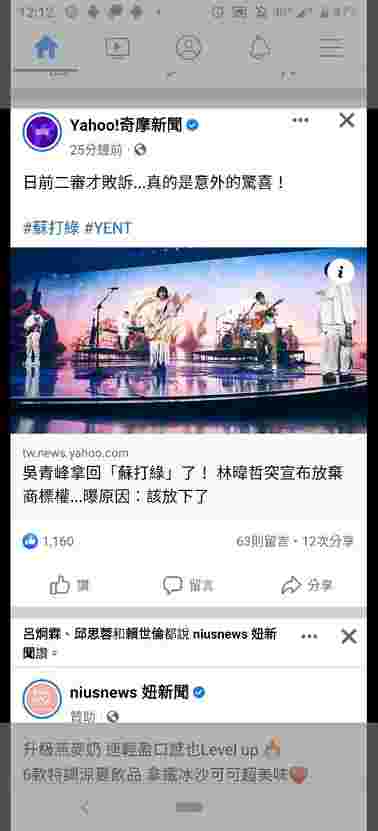 12:12
Yahoo!奇摩新聞
25分鐘前
日前二審才敗訴...真的是意外的驚喜！
#蘇打綠 #YENT
tw.news.yahoo.com
吳青峰拿回「蘇打綠」了！ 林暐哲突宣布放棄
商標權...曝原因：該放下了
1,160
63則留言・12次分享
讚 留言 分享
呂炯霖、邱思蓉和賴世倫都說 niusnews 妞新
聞讚。
niusnews 妞新聞
贊助
升級燕麥奶 連輕盈口感也Level up
6款特調涼夏飲品 拿鐵冰沙可可超美味